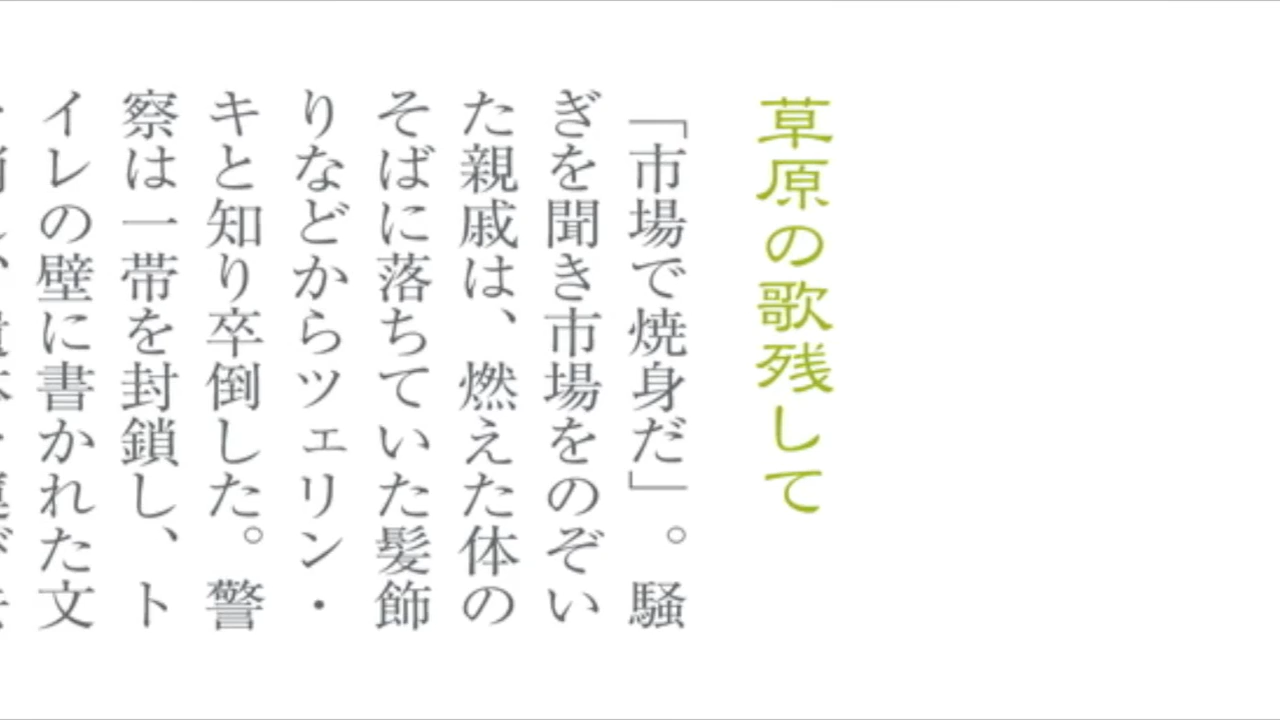 草原の歌残して
「市場で焼身だ」。騒
ぎを聞き市場をのぞい
た親戚は、燃えた体の
そばに落ちていた髪飾
りなどからツェリン・
キと知り卒倒した。警
察は一帯を封鎖し、ト
イレの壁に書かれた文